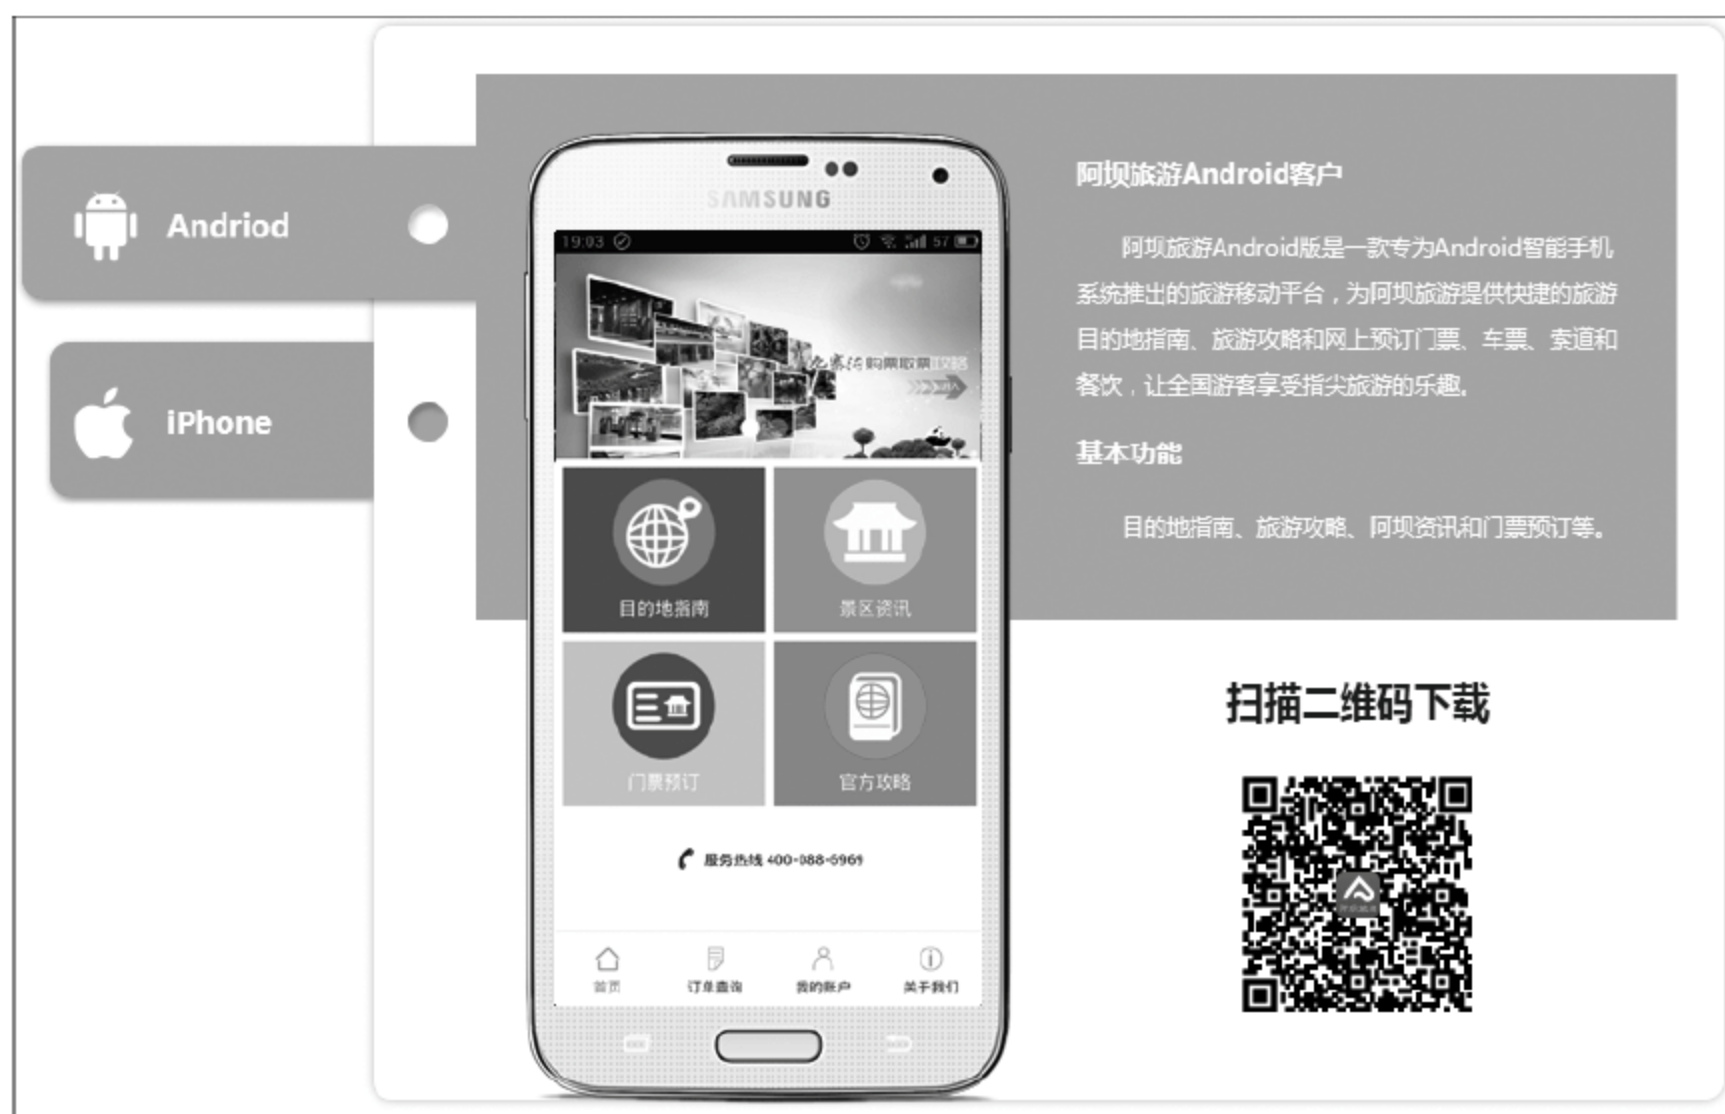 Andriod
iPhone
SAMSUNG
19:03
57
购票取票攻略
目的地指南
景区资讯
门票预订
官方攻略
服务热线 400-088-6969
首页
订单查询
我的账户
关于我们
阿坝旅游Android客户
阿坝旅游Android版是一款专为Android智能手机
系统推出的旅游移动平台，为阿坝旅游提供快捷的旅游
目的地指南、旅游攻略和网上预订门票、车票、索道和
餐饮，让全国游客享受指尖旅游的乐趣。
基本功能
目的地指南、旅游攻略、阿坝资讯和门票预订等。
扫描二维码下载